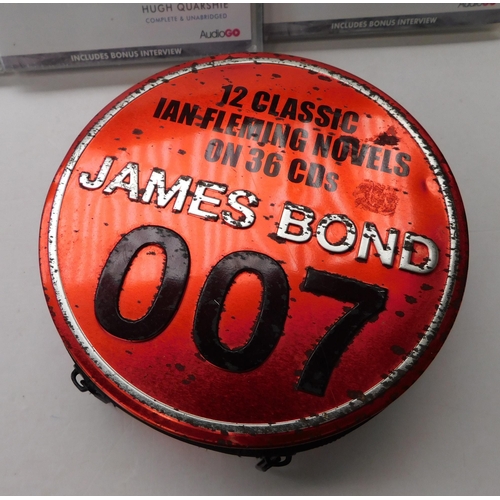 HUGH QUARSHIE
COMPLETE & UNABRIDGED
AudioGO
INCLUDES BONUS INTERVIEW
INCLUDES BONUS INTERVIEW
12 CLASSIC
IAN FLEMING NOVELS
ON 36 CDs
JAMES BOND
007